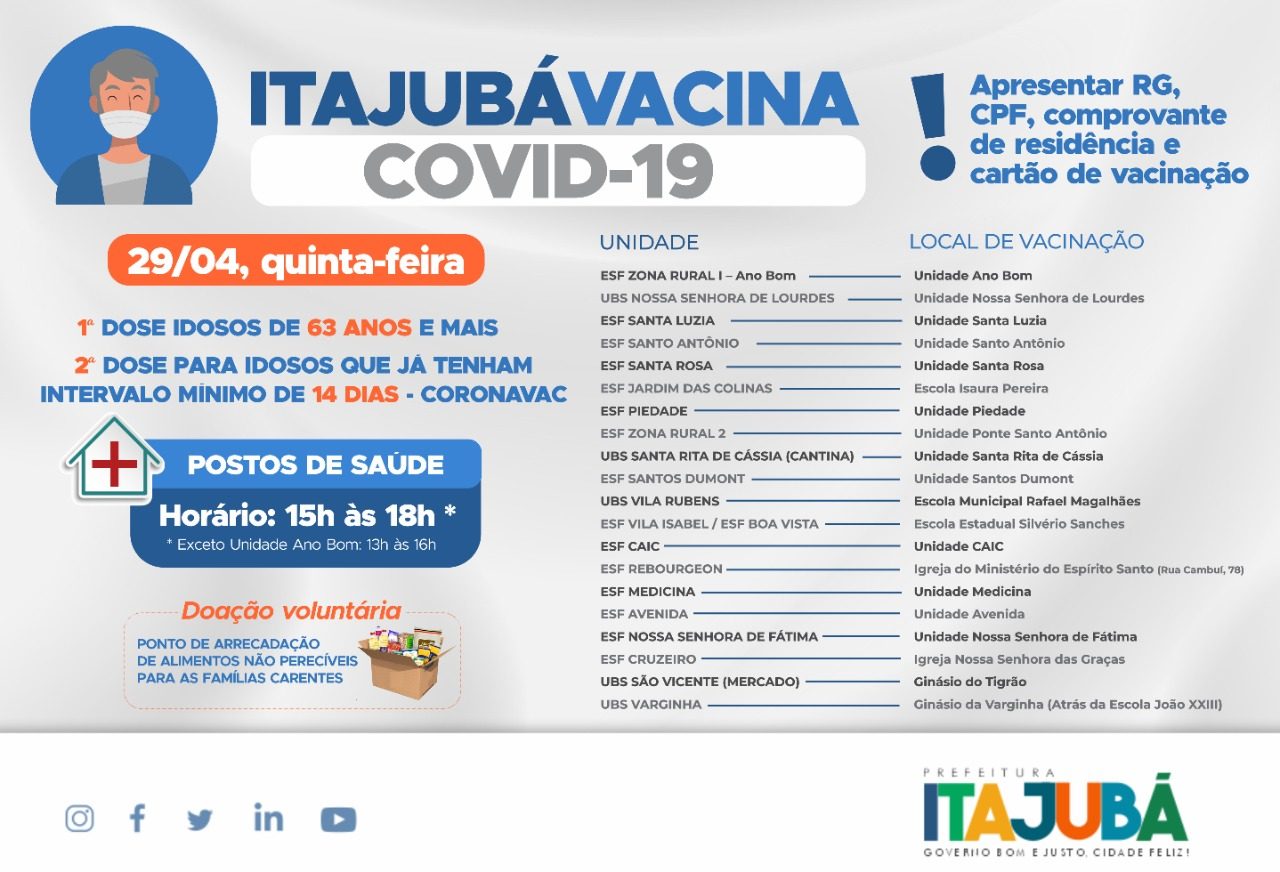 ITAJUBÁVACINA
COVID-19
! Apresentar RG,
CPF, comprovante
de residência e
cartão de vacinação
29/04, quinta-feira
1ª DOSE IDOSOS DE 63 ANOS E MAIS
2ª DOSE PARA IDOSOS QUE JÁ TENHAM
INTERVALO MÍNIMO DE 14 DIAS - CORONAVAC
POSTOS DE SAÚDE
Horário: 15h às 18h *
* Exceto Unidade Ano Bom: 13h às 16h
Doação voluntária
PONTO DE ARRECADAÇÃO
DE ALIMENTOS NÃO PERECÍVEIS
PARA AS FAMÍLIAS CARENTES
UNIDADE LOCAL DE VACINAÇÃO
ESF ZONA RURAL I – Ano Bom Unidade Ano Bom
UBS NOSSA SENHORA DE LOURDES Unidade Nossa Senhora de Lourdes
ESF SANTA LUZIA Unidade Santa Luzia
ESF SANTO ANTÔNIO Unidade Santo Antônio
ESF SANTA ROSA Unidade Santa Rosa
ESF JARDIM DAS COLINAS Escola Isaura Pereira
ESF PIEDADE Unidade Piedade
ESF ZONA RURAL 2 Unidade Ponte Santo Antônio
UBS SANTA RITA DE CÁSSIA (CANTINA) Unidade Santa Rita de Cássia
ESF SANTOS DUMONT Unidade Santos Dumont
UBS VILA RUBENS Escola Municipal Rafael Magalhães
ESF VILA ISABEL / ESF BOA VISTA Escola Estadual Silvério Sanches
ESF CAIC Unidade CAIC
ESF REBOURGEON Igreja do Ministério do Espírito Santo (Rua Cambuí, 78)
ESF MEDICINA Unidade Medicina
ESF AVENIDA Unidade Avenida
ESF NOSSA SENHORA DE FÁTIMA Unidade Nossa Senhora de Fátima
ESF CRUZEIRO Igreja Nossa Senhora das Graças
UBS SÃO VICENTE (MERCADO) Ginásio do Tigrão
UBS VARGINHA Ginásio da Varginha (Atrás da Escola João XXIII)
PREFEITURA
ITAJUBÁ
GOVERNO BOM E JUSTO, CIDADE FELIZ!